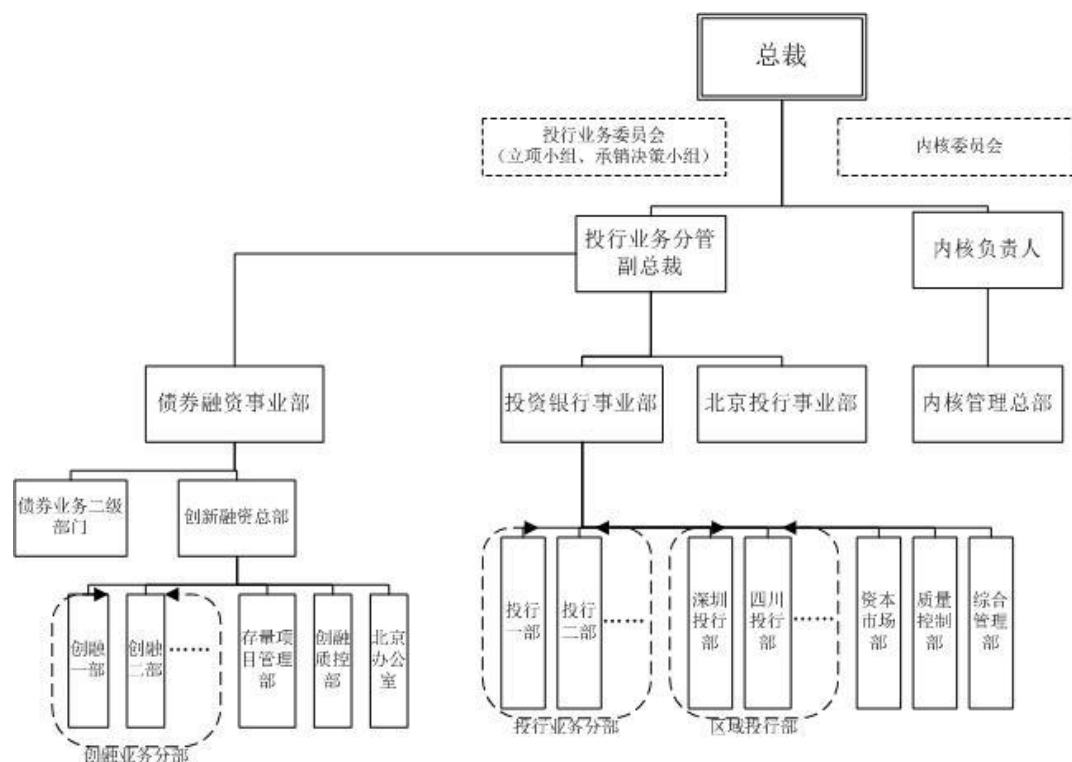 总裁
投行业务委员会
（立项小组、承销决策小组）
内核委员会
投行业务分管
副总裁
内核负责人
债券融资事业部
投资银行事业部
北京投行事业部
内核管理总部
债券业务二级
部门
创新融资总部
投行
一部
投行
二部
……
深圳
投行
部
四川
投行
部
……
资本
市场
部
质量
控制
部
综合
管理
部
创融
一部
创融
二部
……
存量项
目管理
部
创融
质控
部
北京
办公
室
投行业务分部
区域投行部
创融业务分部